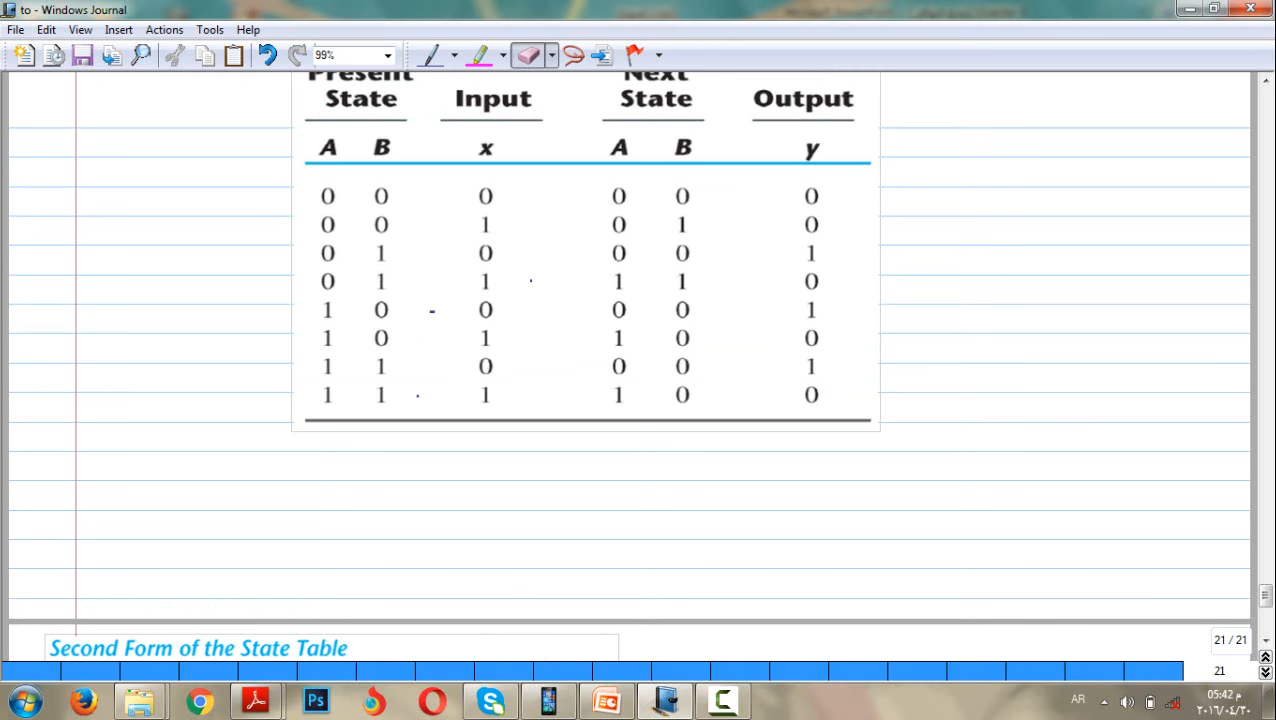 to - Windows Journal
File Edit View Insert Actions Tools Help
99%
Present Next
State Input State Output
A B x A B y
0 0 0 0 0 0
0 0 1 0 1 0
0 1 0 0 0 1
0 1 1 1 1 0
1 0 0 0 0 1
1 0 1 1 0 0
1 1 0 0 0 1
1 1 1 1 0 0
21 / 21
Second Form of the State Table
21
Ps
AR
05:42 م
٢٠١٦/٠٤/٣٠